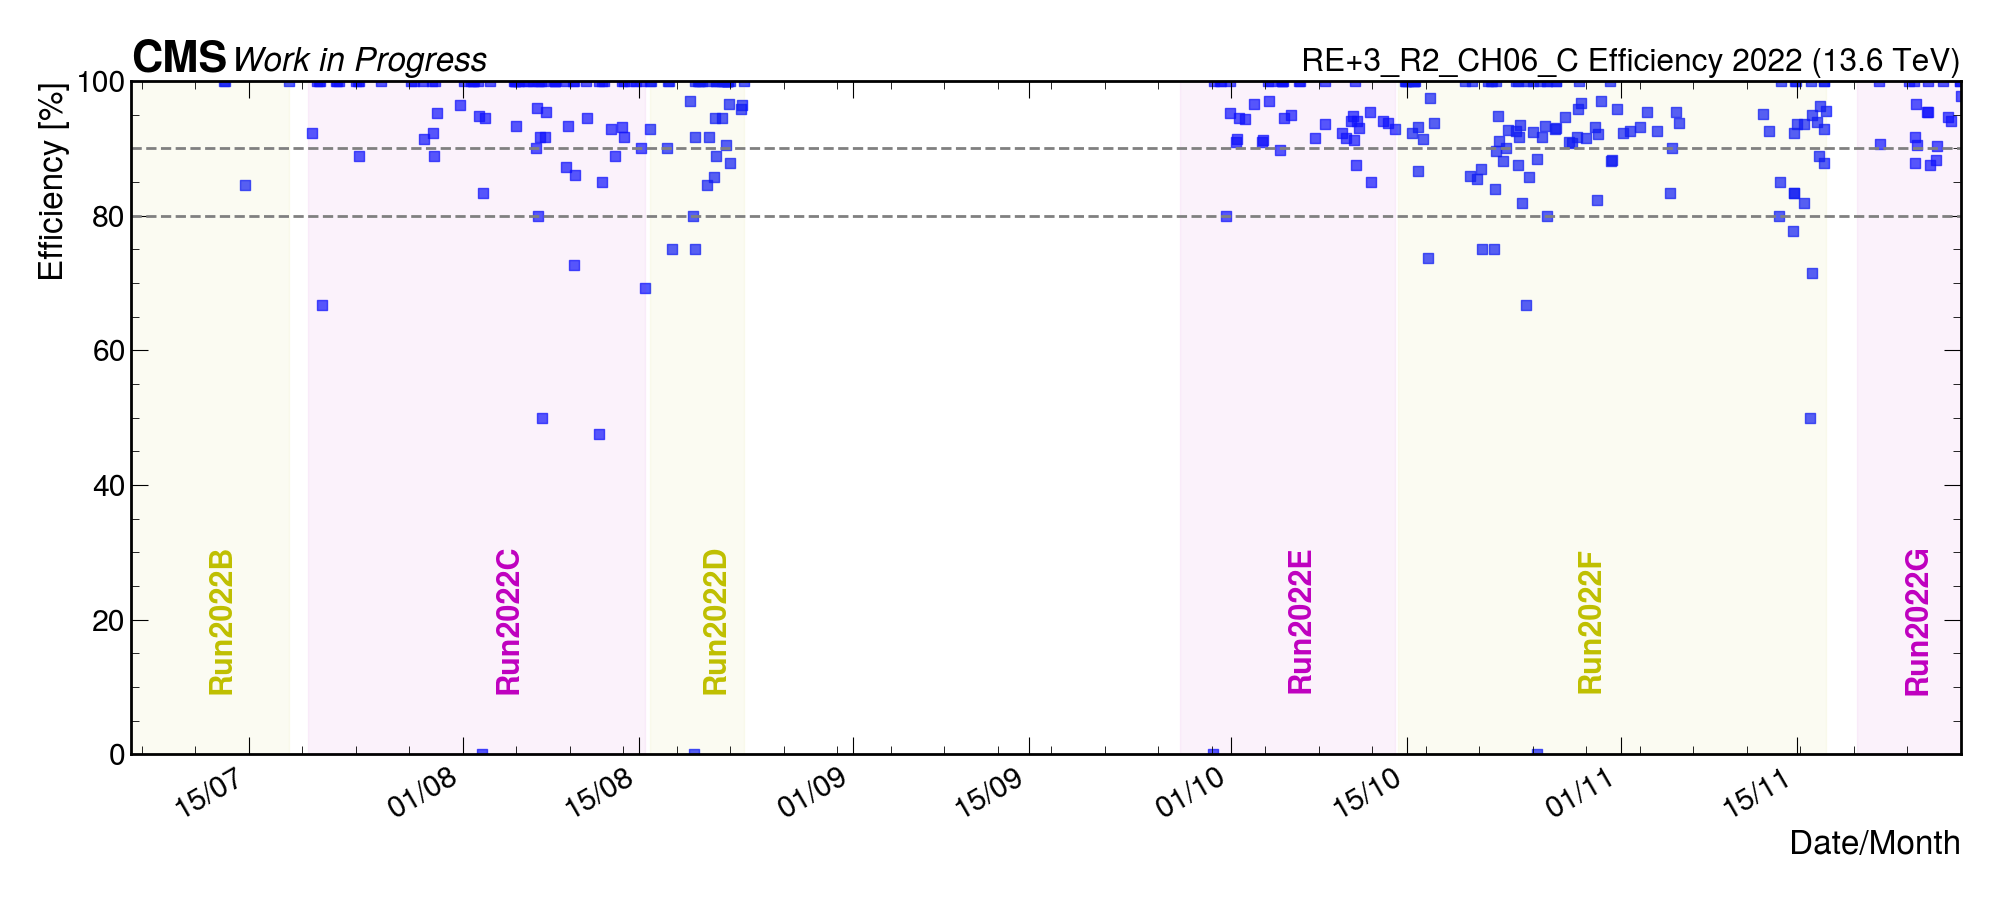 CMS Work in Progress
RE+3_R2_CH06_C Efficiency 2022 (13.6 TeV)
Efficiency [%]
100
80
60
40
20
0
Run2022B
Run2022C
Run2022D
Run2022E
Run2022F
Run2022G
15/07
01/08
15/08
01/09
15/09
01/10
15/10
01/11
15/11
Date/Month